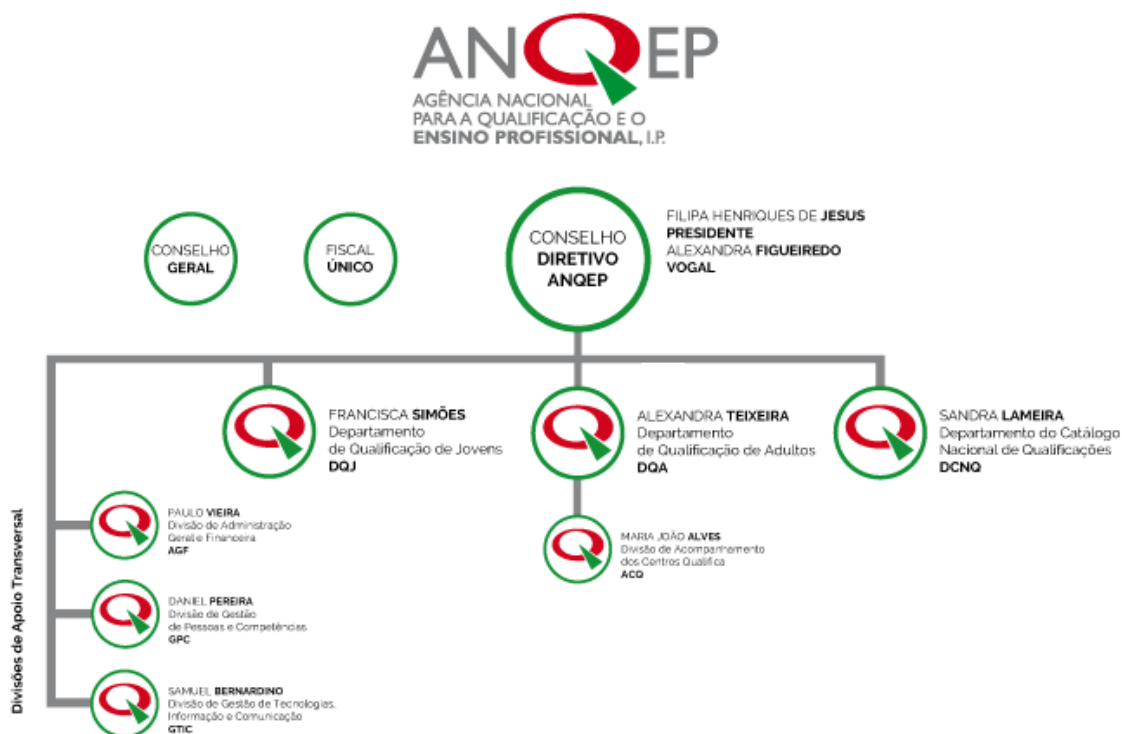 ANQEP
AGÊNCIA NACIONAL
PARA A QUALIFICAÇÃO E O
ENSINO PROFISSIONAL, I.P.
CONSELHO
GERAL
FISCAL
ÚNICO
CONSELHO
DIRETIVO
ANQEP
FILIPA HENRIQUES DE JESUS
PRESIDENTE
ALEXANDRA FIGUEIREDO
VOGAL
FRANCISCA SIMÕES
Departamento
de Qualificação de Jovens
DQJ
ALEXANDRA TEIXEIRA
Departamento
de Qualificação de Adultos
DQA
SANDRA LAMEIRA
Departamento do Catálogo
Nacional de Qualificações
DCNQ
Divisões de Apoio Transversal
PAULO VIEIRA
Divisão de Administração
Geral e Financeira
AGF
MARIA JOÃO ALVES
Divisão de Acompanhamento
dos Centros Qualifica
ACQ
DANIEL PEREIRA
Divisão de Gestão
de Pessoas e Competências
GPC
SAMUEL BERNARDINO
Divisão de Gestão de Tecnologias,
Informação e Comunicação
GTIC